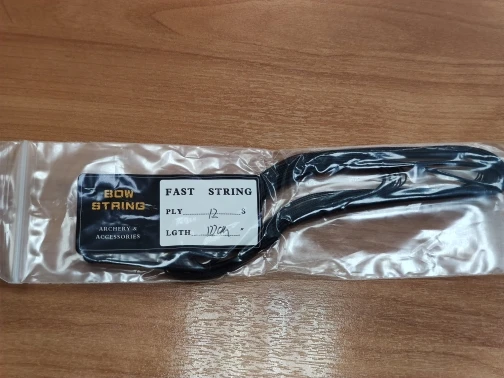 BOW
STRING
ARCHERY &
ACCESSORIES
FAST STRING
PLY 12 S
LGTH